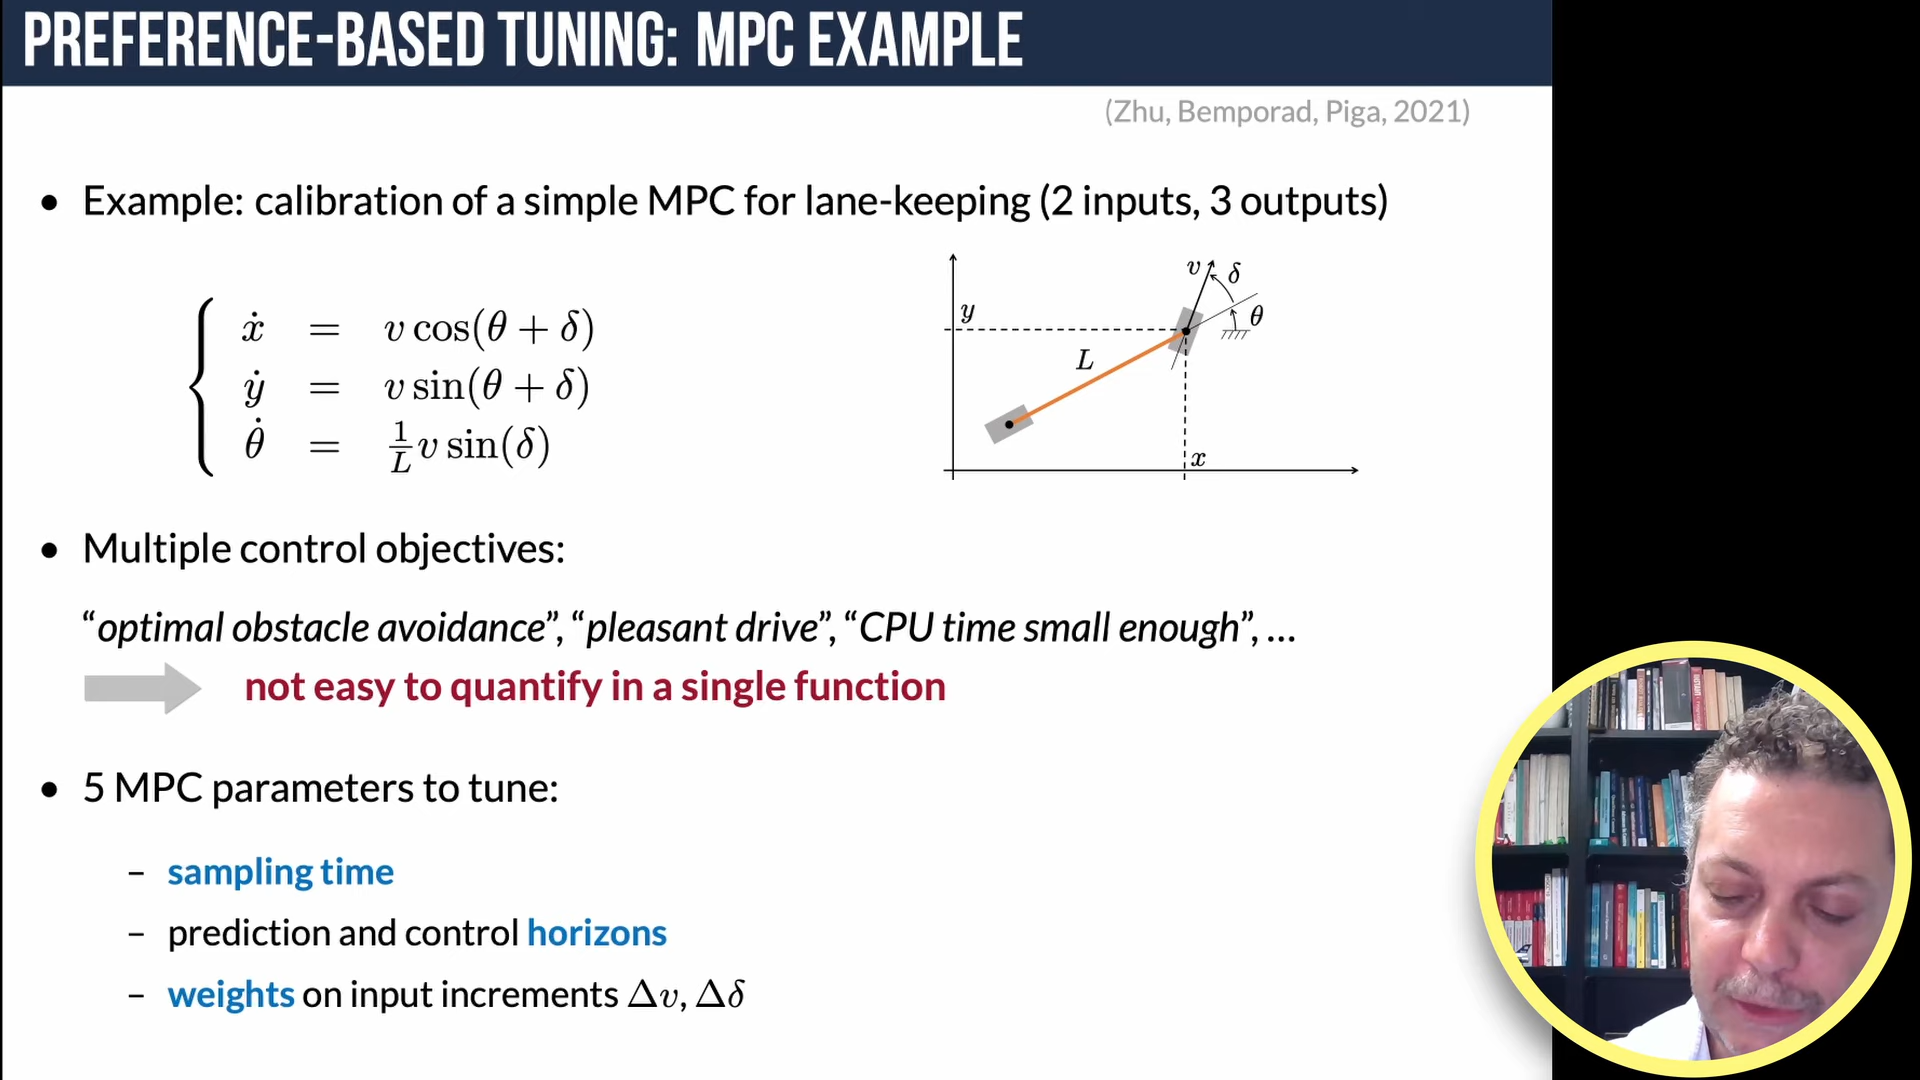 PREFERENCE-BASED TUNING: MPC EXAMPLE
(Zhu, Bemporad, Piga, 2021)
• Example: calibration of a simple MPC for lane-keeping (2 inputs, 3 outputs)
ẋ = v cos(θ + δ)
ẏ = v sin(θ + δ)
θ̇ = 1/L v sin(δ)
v δ
y θ
L
x
• Multiple control objectives:
“optimal obstacle avoidance”, “pleasant drive”, “CPU time small enough”, ...
not easy to quantify in a single function
• 5 MPC parameters to tune:
– sampling time
– prediction and control horizons
– weights on input increments Δv, Δδ